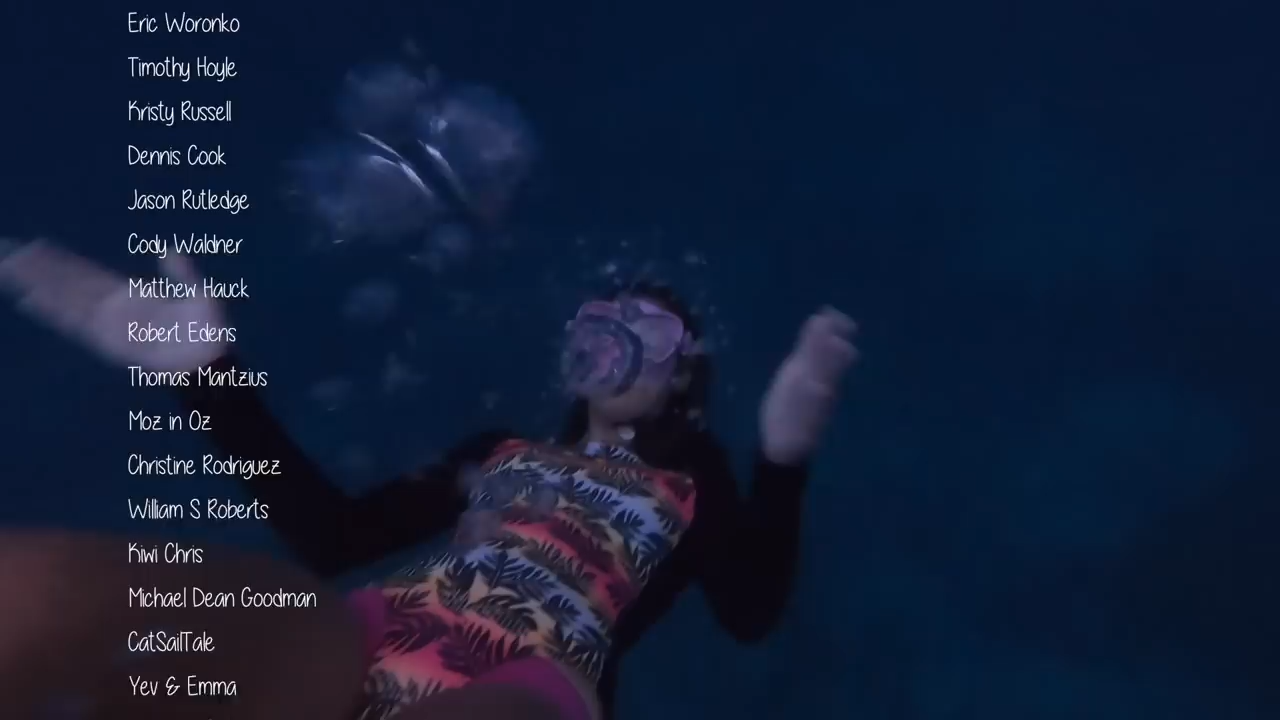 Eric Woronko
Timothy Hoyle
Kristy Russell
Dennis Cook
Jason Rutledge
Cody Waldner
Matthew Hauck
Robert Edens
Thomas Mantzius
Moz in Oz
Christine Rodriguez
William S Roberts
Kiwi Chris
Michael Dean Goodman
CatSailTale
Yev & Emma